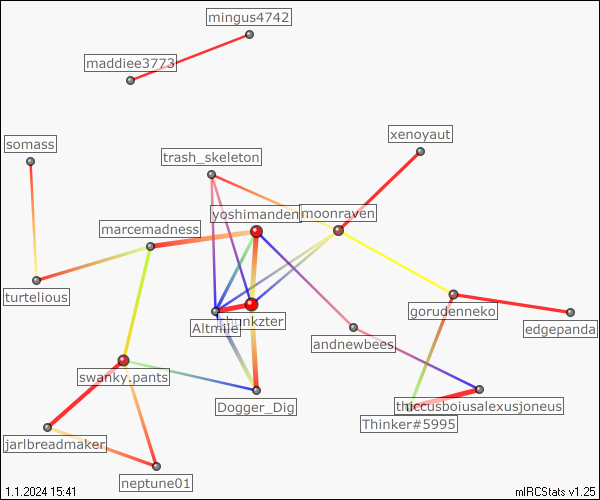 mingus4742
maddiee3773
xenoyaut
somass
trash_skeleton
yoshimanden
moonraven
marcemadness
turtelious
gorudenneko
chunkzter
Altmile
edgepanda
andnewbees
swanky.pants
Dogger_Dig
thiccusboiusalexusjoneus
Thinker#5995
jarlbreadmaker
neptune01
1.1.2024 15:41
mIRCStats v1.25